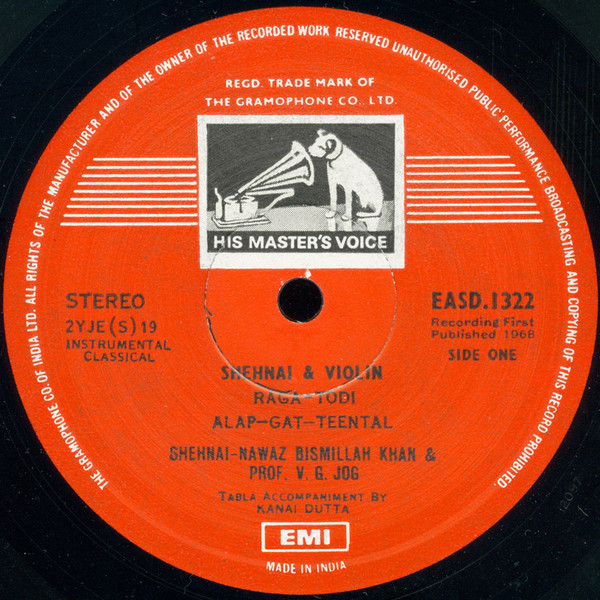 THE GRAMOPHONE CO. OF INDIA LTD. ALL RIGHTS OF THE MANUFACTURER AND OF THE OWNER OF THE RECORDED WORK RESERVED UNAUTHORISED PUBLIC PERFORMANCE BROADCASTING AND COPYING OF THIS RECORD PROHIBITED.
REGD. TRADE MARK OF
THE GRAMOPHONE CO. LTD.
HIS MASTER'S VOICE
STEREO
2YJE(S)19
INSTRUMENTAL
CLASSICAL
EASD.1322
Recording First
Published 1968
SIDE ONE
SHEHNAI & VIOLIN
RAGA–TODI
ALAP–GAT–TEENTAL
SHEHNAI-NAWAZ BISMILLAH KHAN &
PROF. V. G. JOG
TABLA ACCOMPANIMENT BY
KANAI DUTTA
EMI
MADE IN INDIA